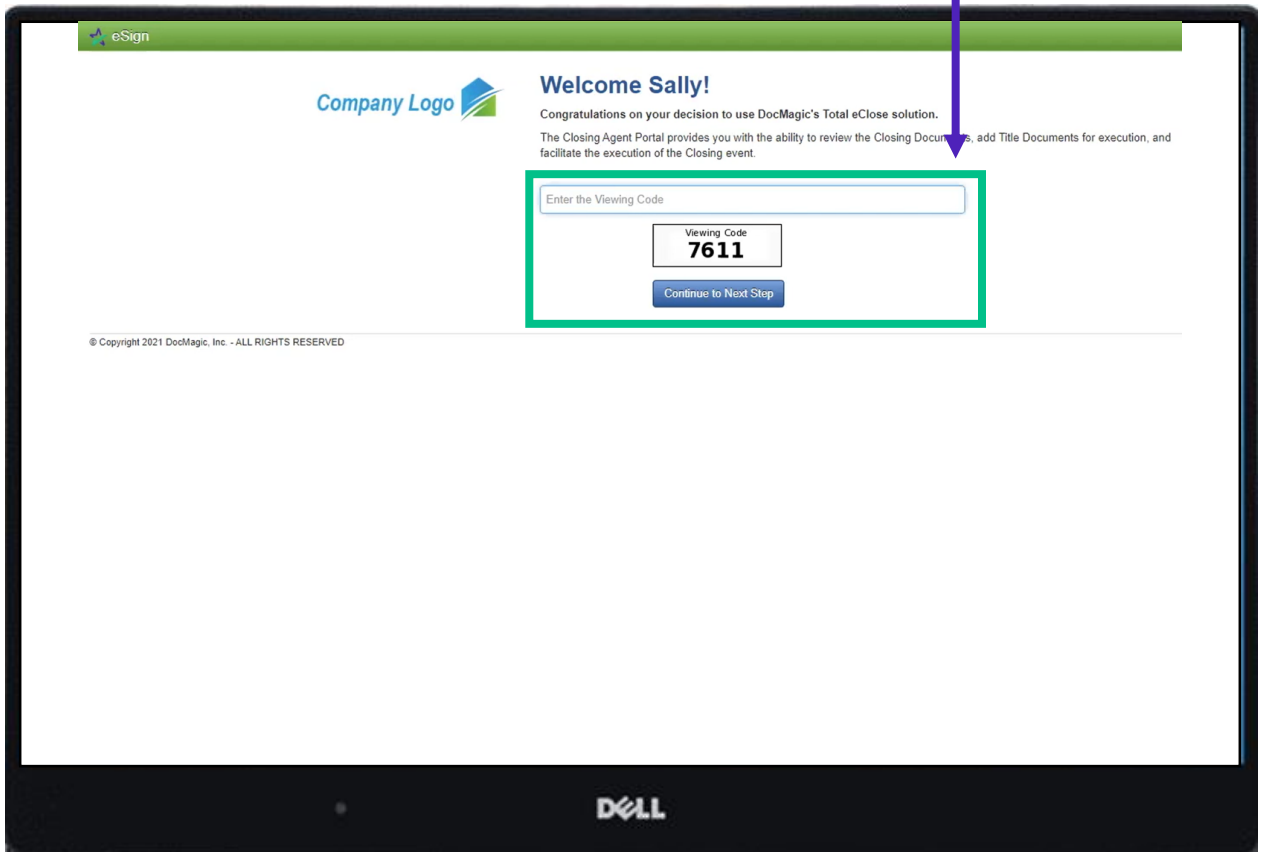 eSign
Company Logo
Welcome Sally!
Congratulations on your decision to use DocMagic's Total eClose solution.
The Closing Agent Portal provides you with the ability to review the Closing Documents, add Title Documents for execution, and
facilitate the execution of the Closing event.
Enter the Viewing Code
Viewing Code
7611
Continue to Next Step
© Copyright 2021 DocMagic, Inc. - ALL RIGHTS RESERVED
DELL